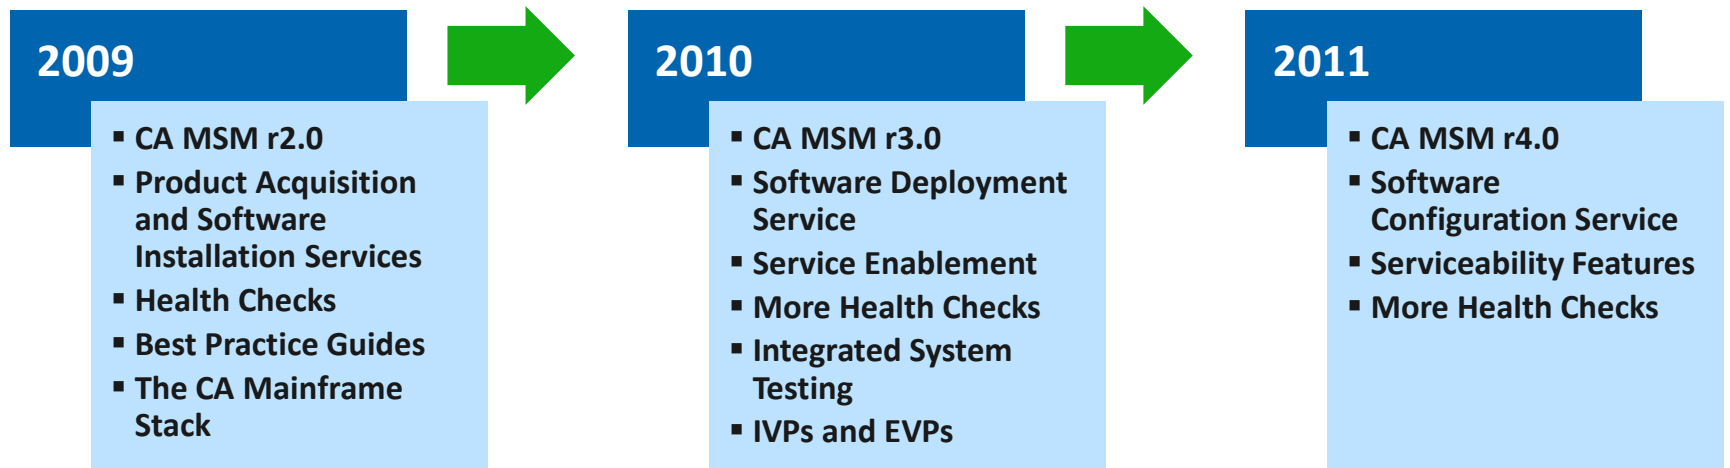 2009
▪ CA MSM r2.0
▪ Product Acquisition
and Software
Installation Services
▪ Health Checks
▪ Best Practice Guides
▪ The CA Mainframe
Stack
2010
▪ CA MSM r3.0
▪ Software Deployment
Service
▪ Service Enablement
▪ More Health Checks
▪ Integrated System
Testing
▪ IVPs and EVPs
2011
▪ CA MSM r4.0
▪ Software
Configuration Service
▪ Serviceability Features
▪ More Health Checks